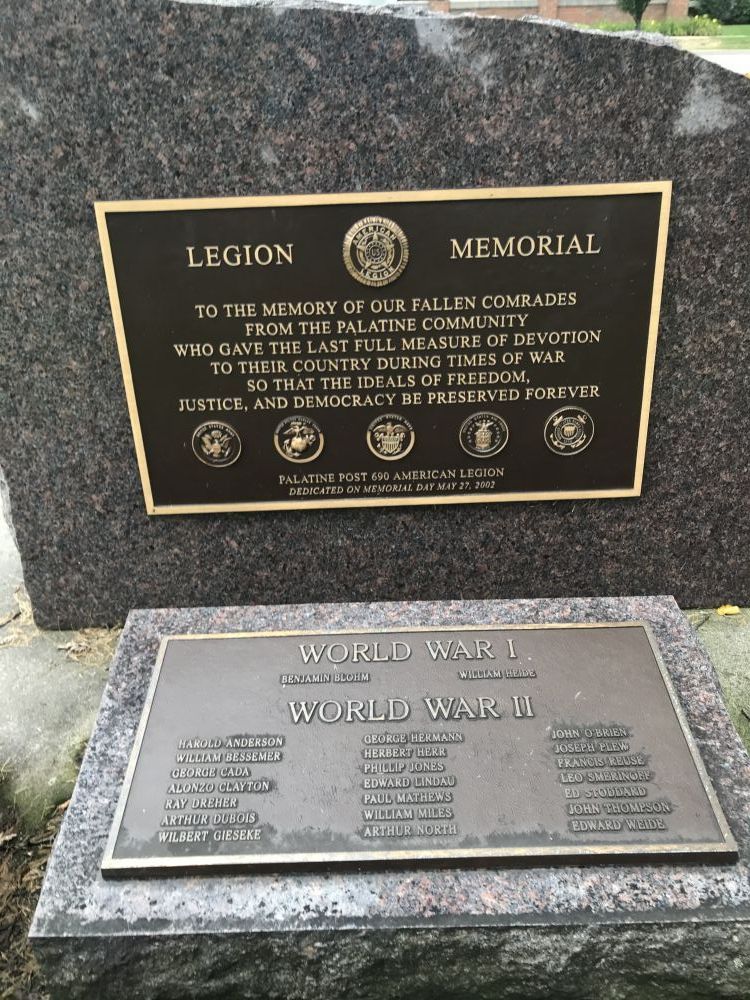 LEGION MEMORIAL
AMERICAN
LEGION
TO THE MEMORY OF OUR FALLEN COMRADES
FROM THE PALATINE COMMUNITY
WHO GAVE THE LAST FULL MEASURE OF DEVOTION
TO THEIR COUNTRY DURING TIMES OF WAR
SO THAT THE IDEALS OF FREEDOM,
JUSTICE, AND DEMOCRACY BE PRESERVED FOREVER
PALATINE POST 690 AMERICAN LEGION
DEDICATED ON MEMORIAL DAY MAY 27, 2002
WORLD WAR I
BENJAMIN BLOHM WILLIAM HEIDE
WORLD WAR II
HAROLD ANDERSON GEORGE HERMANN JOHN O'BRIEN
WILLIAM BESSEMER HERBERT HERR JOSEPH PLEW
GEORGE CADA PHILLIP JONES FRANCIS REUSE
ALONZO CLAYTON EDWARD LINDAU LEO SMERINOFF
RAY DREHER PAUL MATHEWS ED STODDARD
ARTHUR DUBOIS WILLIAM MILES JOHN THOMPSON
WILBERT GIESEKE ARTHUR NORTH EDWARD WEIDE